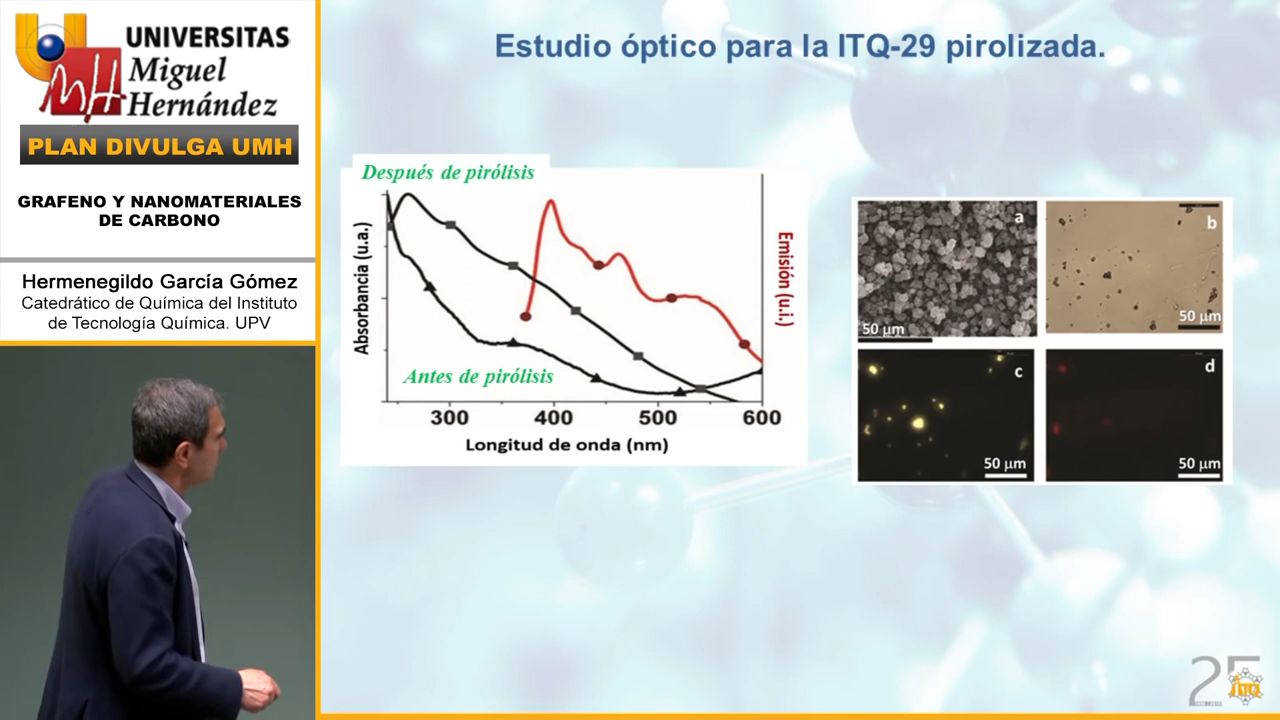 UNIVERSITAS
Miguel
Hernández
PLAN DIVULGA UMH
GRAFENO Y NANOMATERIALES
DE CARBONO
Hermenegildo García Gómez
Catedrático de Química del Instituto
de Tecnología Química. UPV
Estudio óptico para la ITQ-29 pirolizada.
Después de pirólisis
Absorbancia (u.a.)
Emisión (u.i.)
Antes de pirólisis
300 400 500 600
Longitud de onda (nm)
a
50 µm
b
50 µm
c
50 µm
d
50 µm
25
ITQ